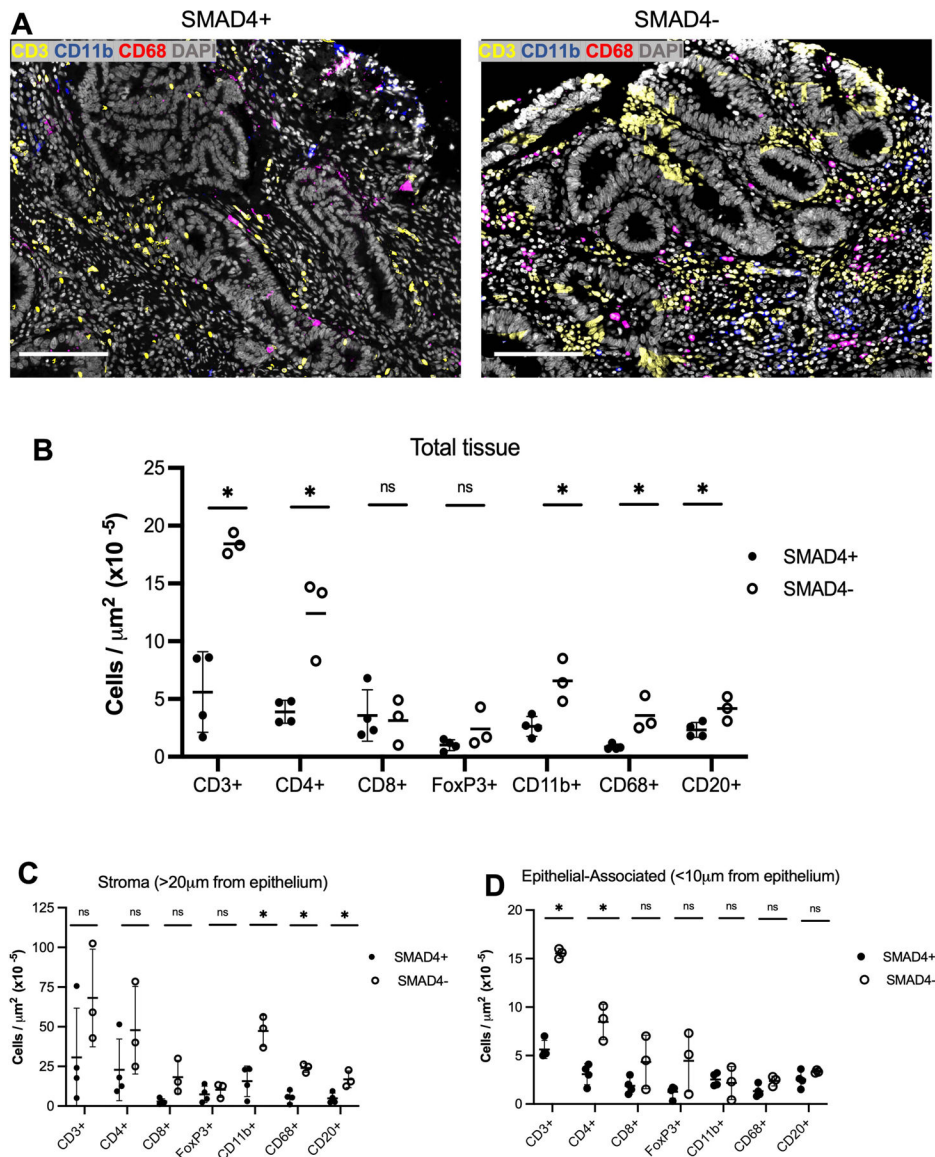 A
SMAD4+
SMAD4-
CD3 CD11b CD68 DAPI
CD3 CD11b CD68 DAPI
B
Total tissue
Cells / μm² (x10 -5)
25
20
15
10
5
0
* * ns ns * * *
SMAD4+
SMAD4-
CD3+ CD4+ CD8+ FoxP3+ CD11b+ CD68+ CD20+
C
Stroma (>20μm from epithelium)
Cells / μm² (x10 -5)
125
100
75
50
25
0
ns ns ns ns * * *
SMAD4+
SMAD4-
CD3+ CD4+ CD8+ FoxP3+ CD11b+ CD68+ CD20+
D
Epithelial-Associated (<10μm from epithelium)
Cells / μm² (x10 -5)
20
15
10
5
0
* * ns ns ns ns ns
SMAD4+
SMAD4-
CD3+ CD4+ CD8+ FoxP3+ CD11b+ CD68+ CD20+